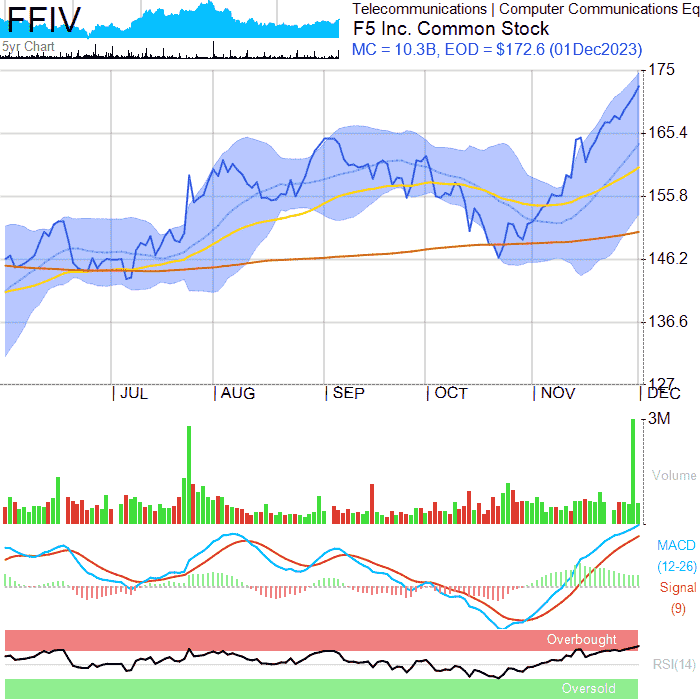 FFIV
5yr Chart
Telecommunications | Computer Communications Eq
F5 Inc. Common Stock
MC = 10.3B, EOD = $172.6 (01Dec2023)
175
165.4
155.8
146.2
136.6
127
JUL AUG SEP OCT NOV DEC
3M
Volume
MACD
(12-26)
Signal
(9)
Overbought
RSI(14)
Oversold